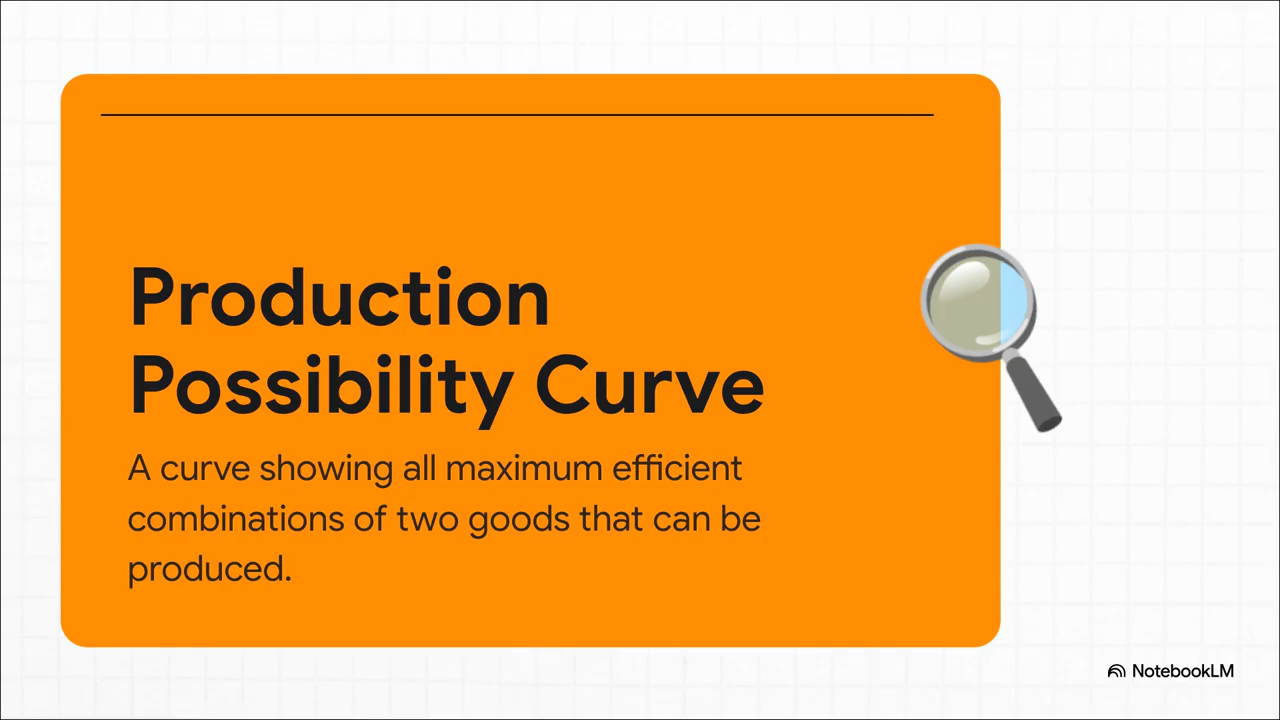 Production
Possibility Curve
A curve showing all maximum efficient
combinations of two goods that can be
produced.
NotebookLM